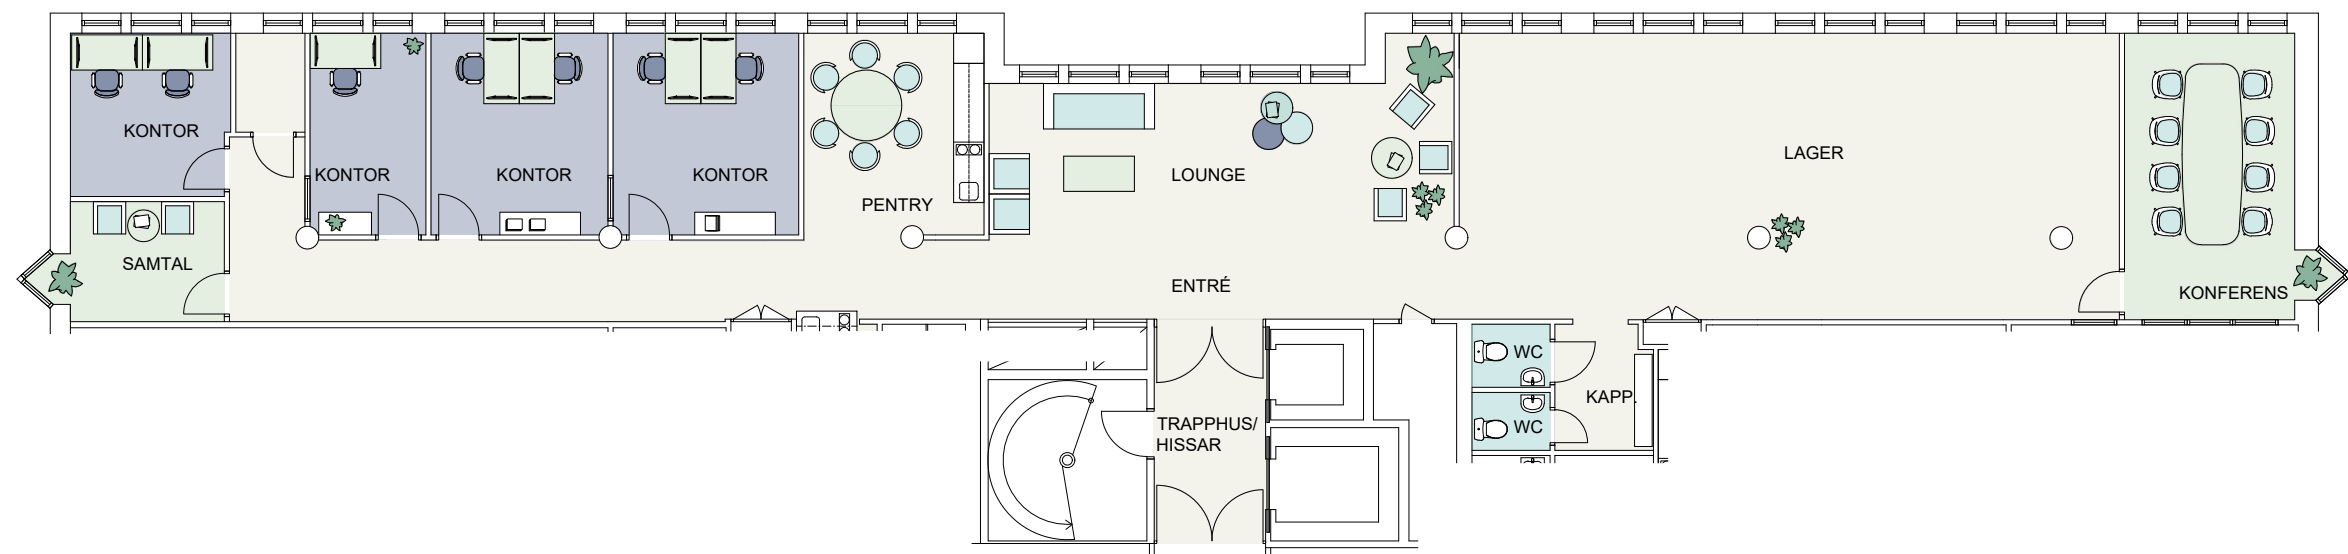 KONTOR
KONTOR
KONTOR
KONTOR
SAMTAL
PENTRY
LOUNGE
ENTRÉ
LAGER
KONFERENS
WC
WC
KAPP.
TRAPPHUS/
HISSAR